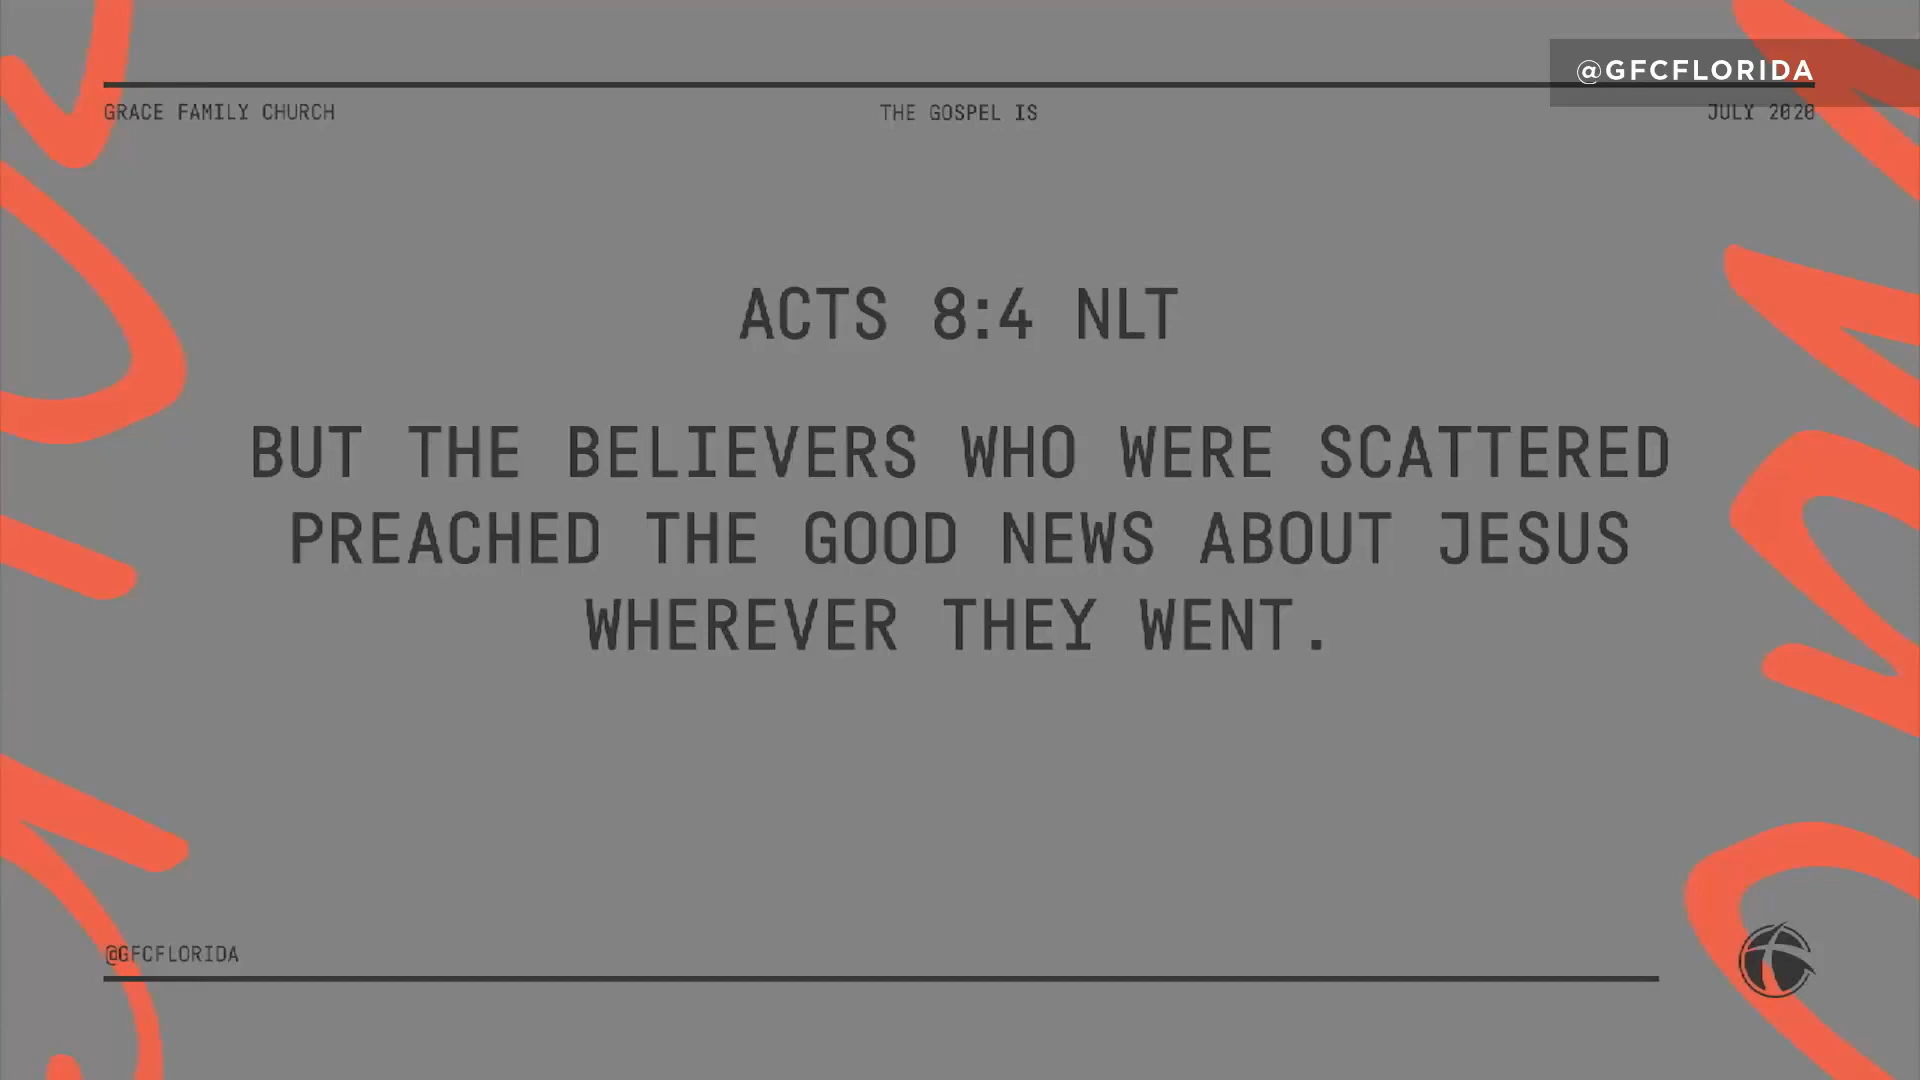 @GFCFLORIDA
GRACE FAMILY CHURCH
THE GOSPEL IS
JULY 2020
ACTS 8:4 NLT
BUT THE BELIEVERS WHO WERE SCATTERED
PREACHED THE GOOD NEWS ABOUT JESUS
WHEREVER THEY WENT.
@GFCFLORIDA